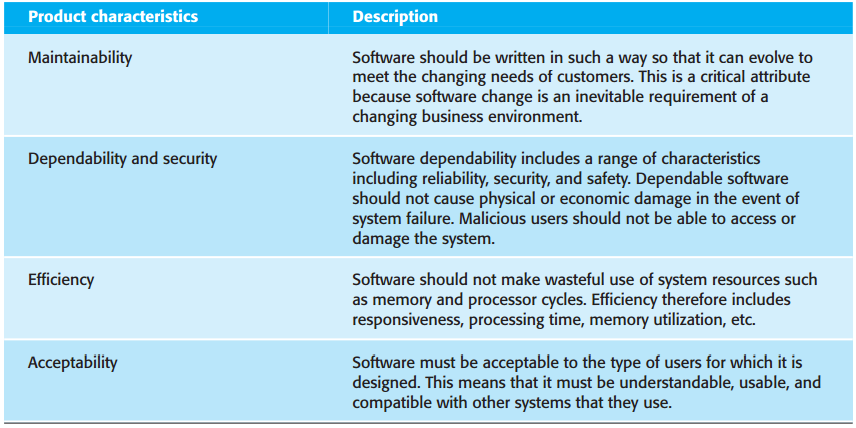 Product characteristics Description
Maintainability Software should be written in such a way so that it can evolve to
meet the changing needs of customers. This is a critical attribute
because software change is an inevitable requirement of a
changing business environment.
Dependability and security Software dependability includes a range of characteristics
including reliability, security, and safety. Dependable software
should not cause physical or economic damage in the event of
system failure. Malicious users should not be able to access or
damage the system.
Efficiency Software should not make wasteful use of system resources such
as memory and processor cycles. Efficiency therefore includes
responsiveness, processing time, memory utilization, etc.
Acceptability Software must be acceptable to the type of users for which it is
designed. This means that it must be understandable, usable, and
compatible with other systems that they use.